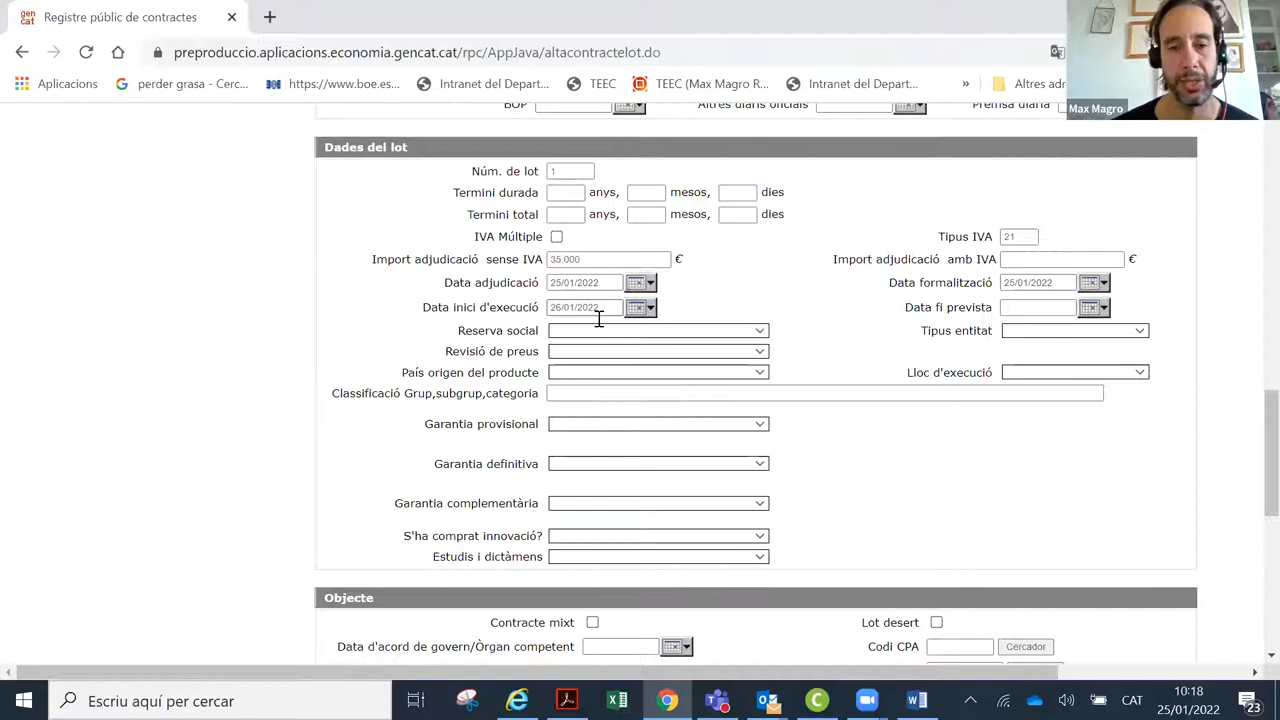 gen
cat
Registre públic de contractes
preproduccio.aplicacions.economia.gencat.cat/rpc/AppJava/altacontractelot.do
Aplicacions
perder grasa - Cerc...
https://www.boe.es...
Intranet del Depart...
TEEC
TEEC (Max Magro R...
Intranet del Depart...
»
Altres adre
Max Magro
BOP
Altres diaris oficials
Premsa diària
Dades del lot
Núm. de lot 1
Termini durada anys, mesos, dies
Termini total anys, mesos, dies
IVA Múltiple Tipus IVA 21
Import adjudicació sense IVA 35.000 € Import adjudicació amb IVA €
Data adjudicació 25/01/2022 Data formalització 25/01/2022
Data inici d'execució 26/01/2022 Data fi prevista
Reserva social Tipus entitat
Revisió de preus
País origen del producte Lloc d'execució
Classificació Grup,subgrup,categoria
Garantia provisional
Garantia definitiva
Garantia complementària
S'ha comprat innovació?
Estudis i dictàmens
Objecte
Contracte mixt Lot desert
Data d'acord de govern/Òrgan competent Codi CPA Cercador
Escriu aquí per cercar
CAT
10:18
25/01/2022
23